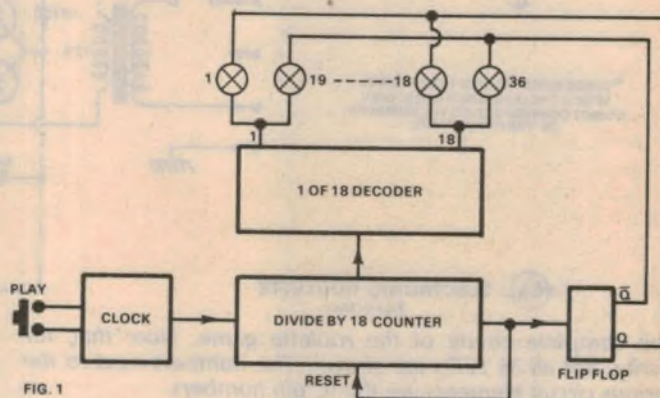 1
19
18
36
1
18
1 OF 18 DECODER
PLAY
CLOCK
DIVIDE BY 18 COUNTER
Q̅
Q
FLIP FLOP
RESET
FIG. 1